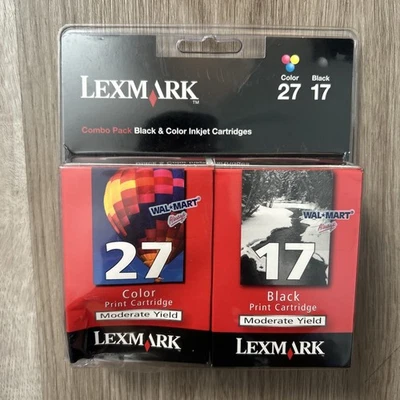 LEXMARK™
Color Black
27 17
Combo Pack Black & Color Inkjet Cartridges
WAL★MART
27
Color
Print Cartridge
Moderate Yield
LEXMARK
WAL★MART
17
Black
Print Cartridge
Moderate Yield
LEXMARK